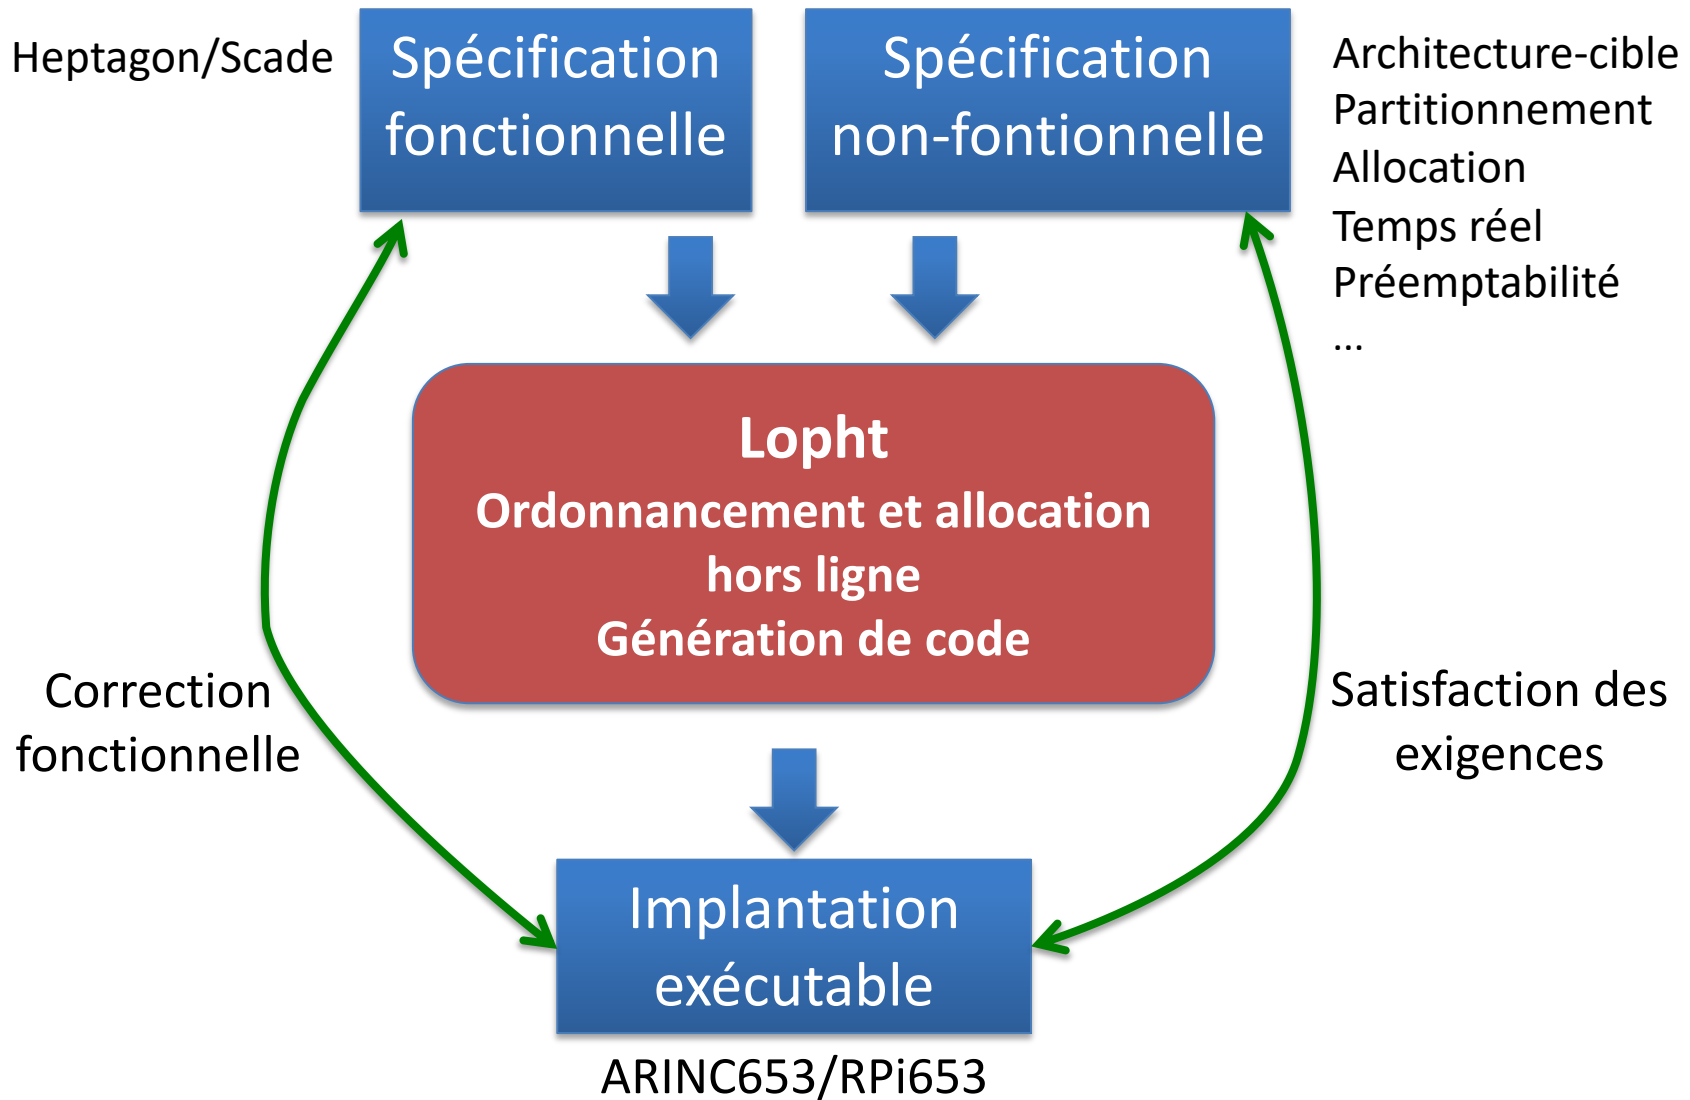 Heptagon/Scade
Spécification
fonctionnelle
Spécification
non-fontionnelle
Architecture-cible
Partitionnement
Allocation
Temps réel
Préemptabilité
...
Lopht
Ordonnancement et allocation
hors ligne
Génération de code
Correction
fonctionnelle
Satisfaction des
exigences
Implantation
exécutable
ARINC653/RPi653